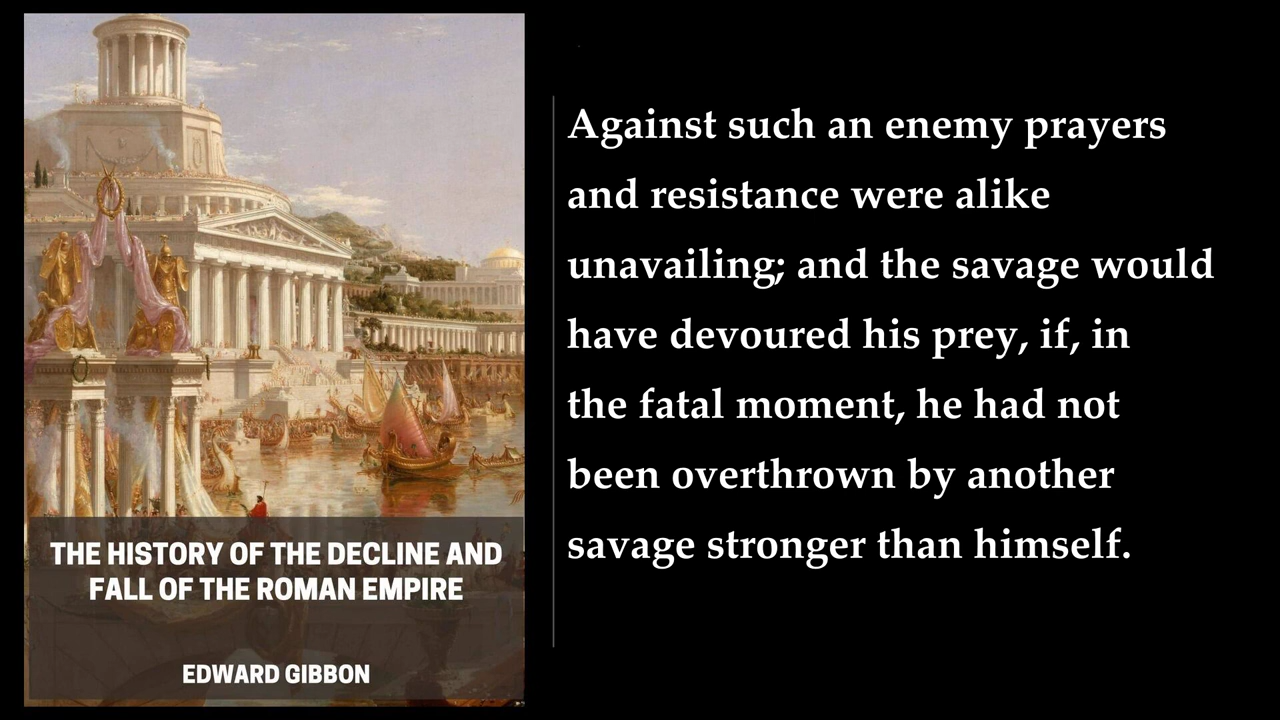 THE HISTORY OF THE DECLINE AND
FALL OF THE ROMAN EMPIRE
EDWARD GIBBON
Against such an enemy prayers
and resistance were alike
unavailing; and the savage would
have devoured his prey, if, in
the fatal moment, he had not
been overthrown by another
savage stronger than himself.